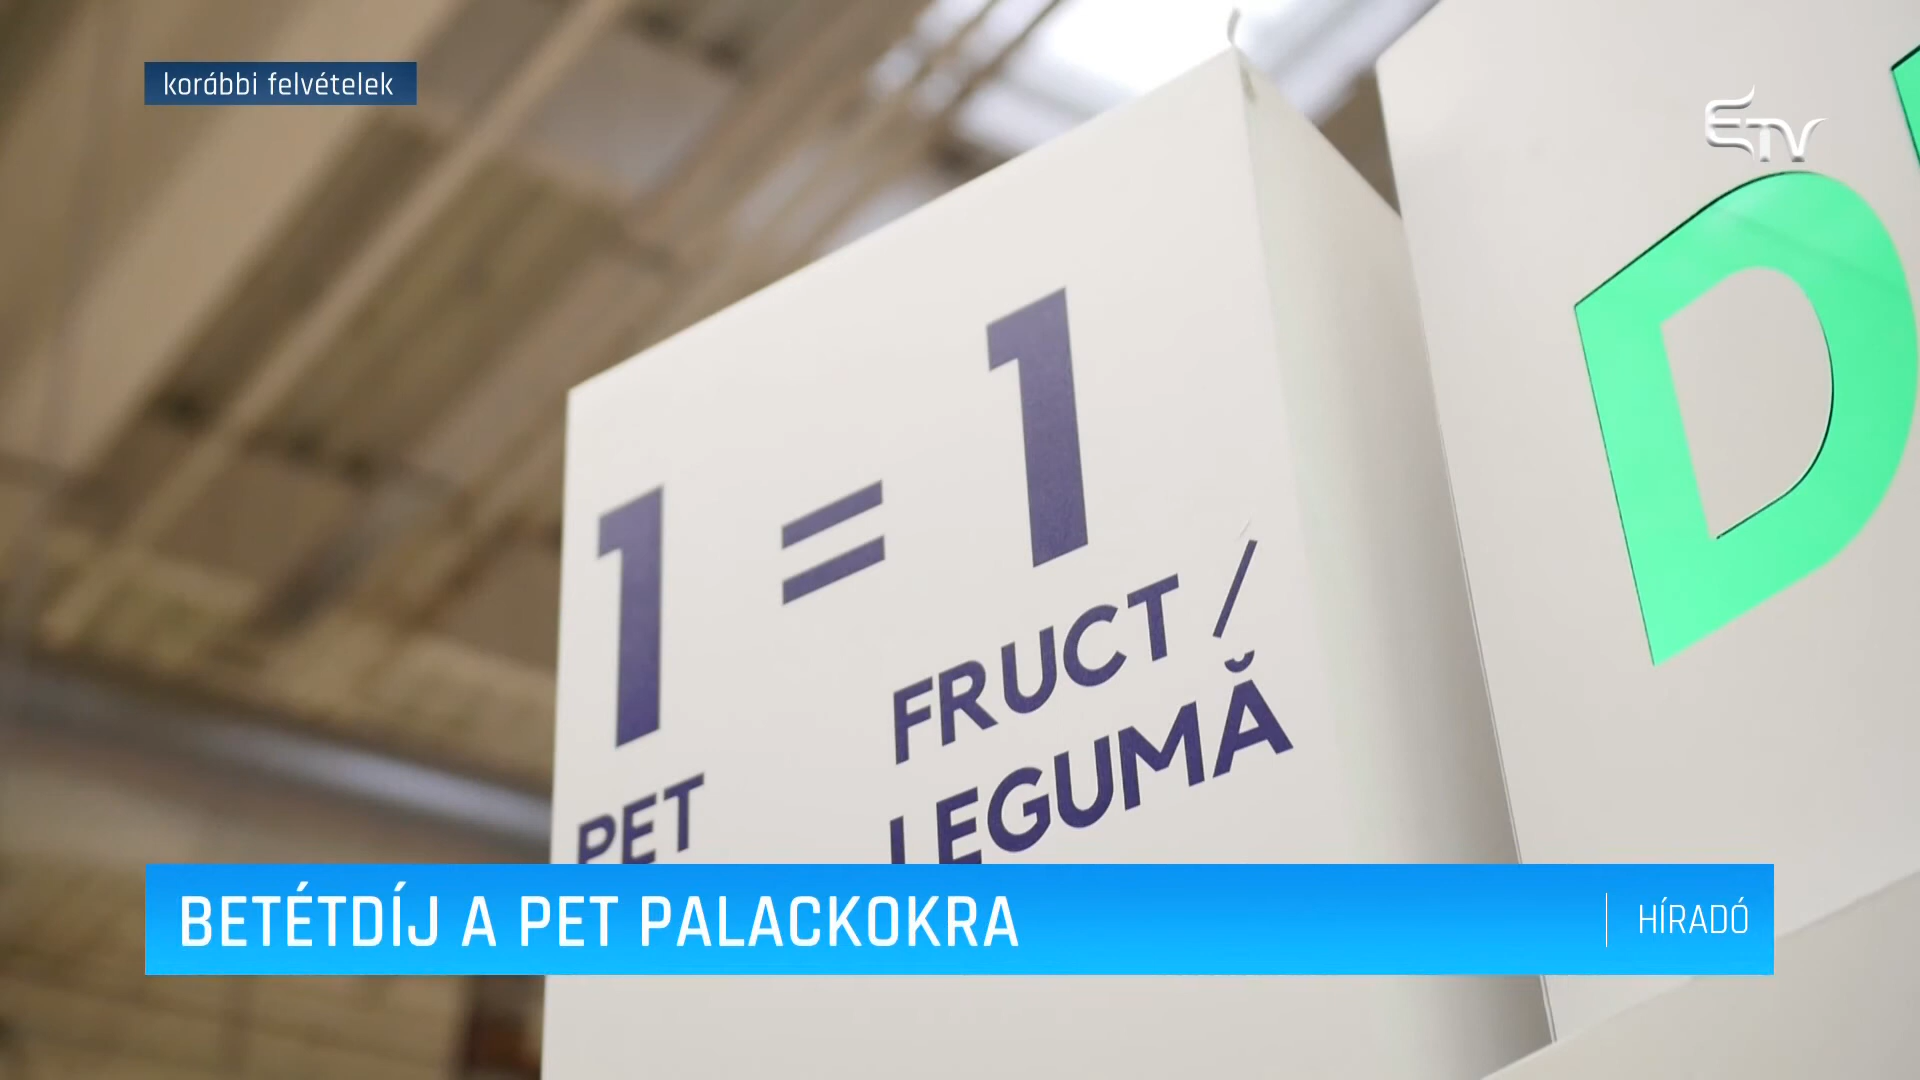 korábbi felvételek
ETV
1 = 1
PET
FRUCT /
LEGUMĂ
D
BETÉTDÍJ A PET PALACKOKRA
HÍRADÓ